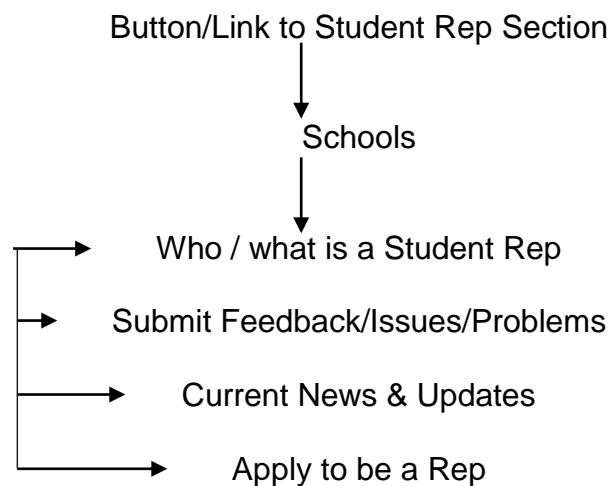 Button/Link to Student Rep Section
Schools
Who / what is a Student Rep
Submit Feedback/Issues/Problems
Current News & Updates
Apply to be a Rep